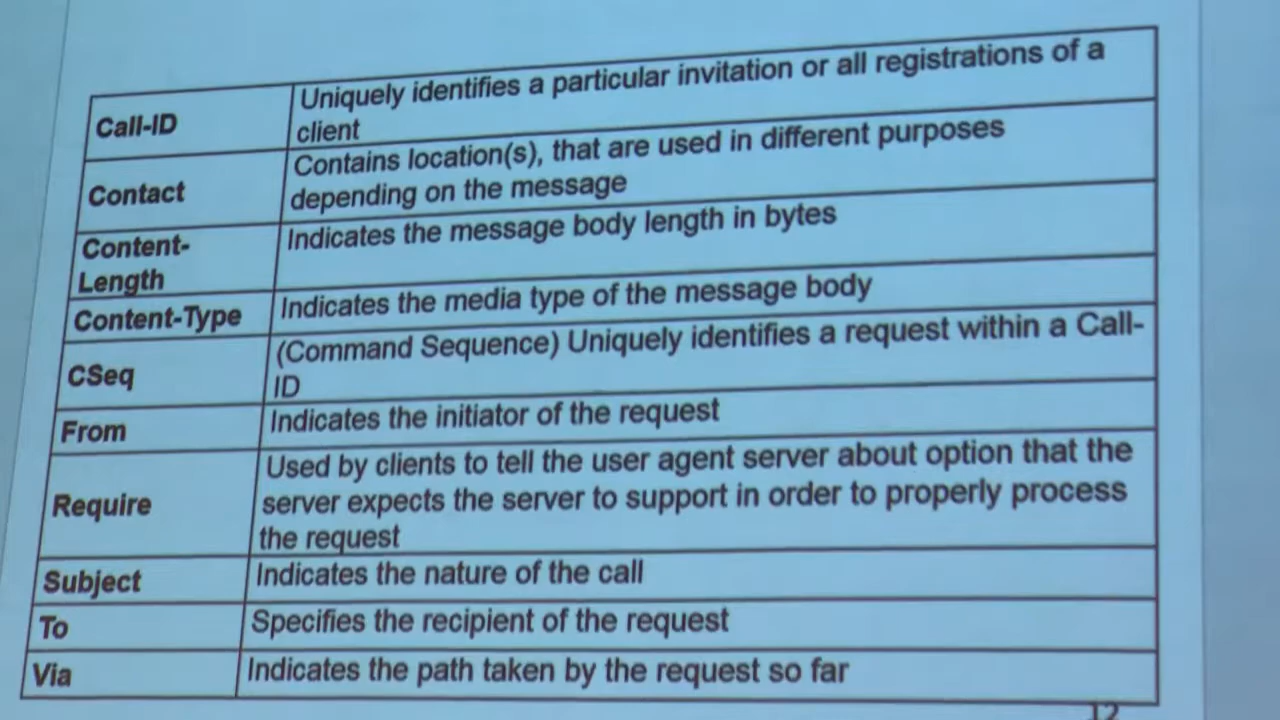 Call-ID
Uniquely identifies a particular invitation or all registrations of a
client
Contact
Contains location(s), that are used in different purposes
depending on the message
Content-
Length
Indicates the message body length in bytes
Content-Type
Indicates the media type of the message body
CSeq
(Command Sequence) Uniquely identifies a request within a Call-
ID
From
Indicates the initiator of the request
Require
Used by clients to tell the user agent server about option that the
server expects the server to support in order to properly process
the request
Subject
Indicates the nature of the call
To
Specifies the recipient of the request
Via
Indicates the path taken by the request so far
12